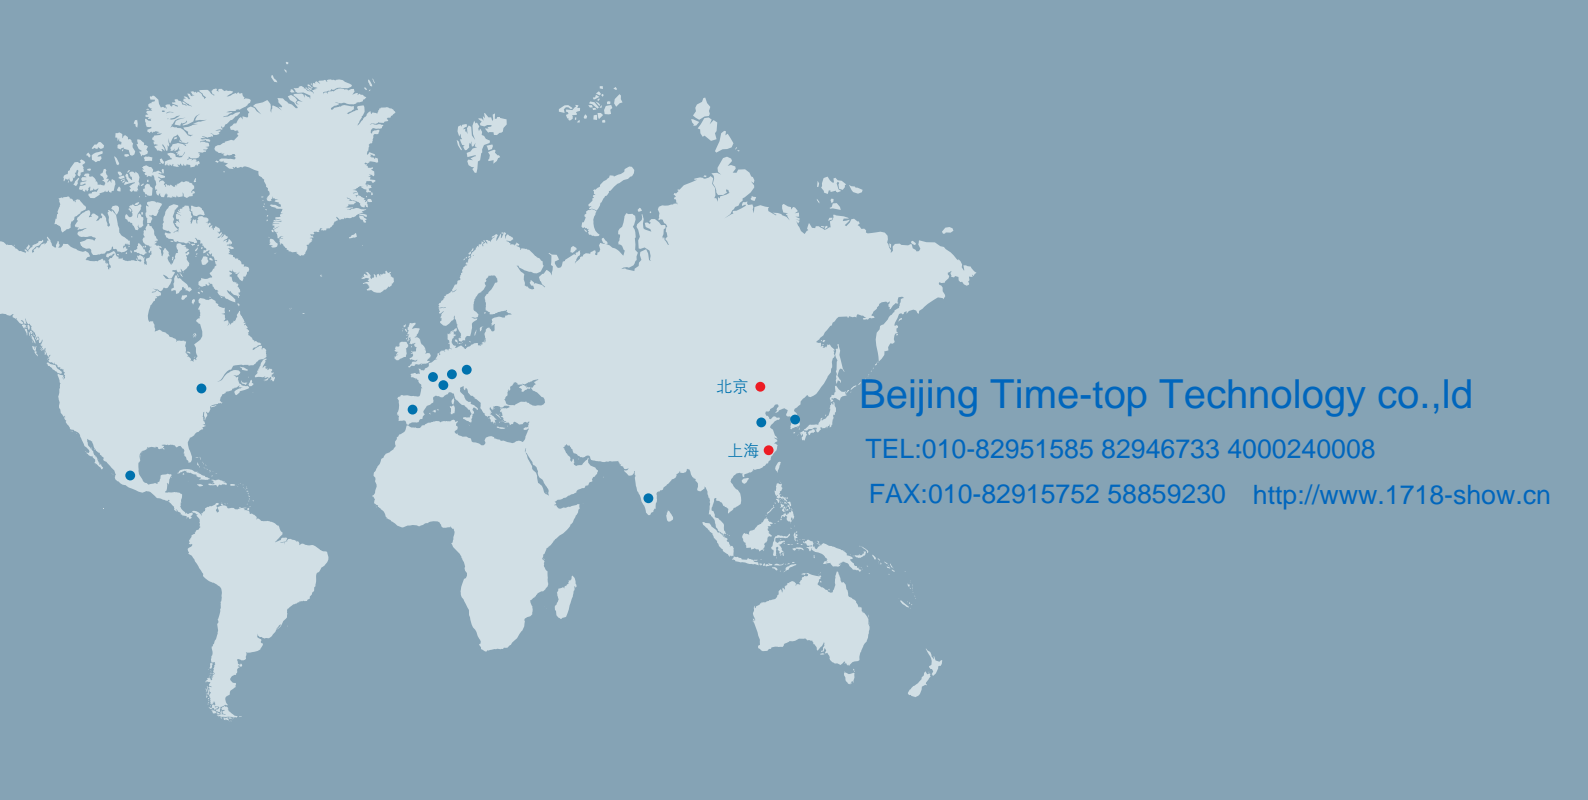 北京
Beijing Time-top Technology co.,ld
TEL:010-82951585 82946733 4000240008
上海
FAX:010-82915752 58859230 http://www.1718-show.cn